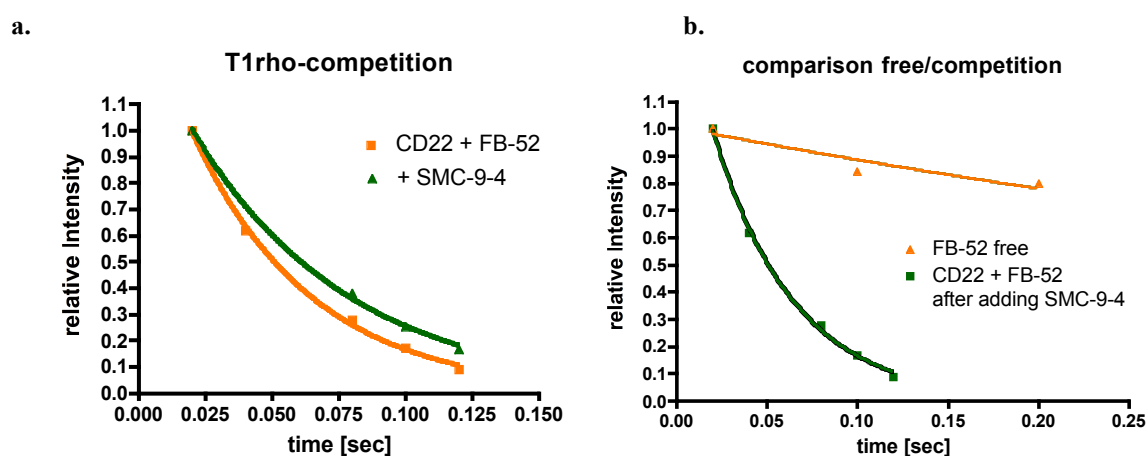 a.
T1rho-competition
relative Intensity
1.1
1.0
0.9
0.8
0.7
0.6
0.5
0.4
0.3
0.2
0.1
0.0
0.000 0.025 0.050 0.075 0.100 0.125 0.150
time [sec]
CD22 + FB-52
+ SMC-9-4
b.
comparison free/competition
relative Intensity
1.1
1.0
0.9
0.8
0.7
0.6
0.5
0.4
0.3
0.2
0.1
0.0
0.00 0.05 0.10 0.15 0.20 0.25
time [sec]
FB-52 free
CD22 + FB-52
after adding SMC-9-4